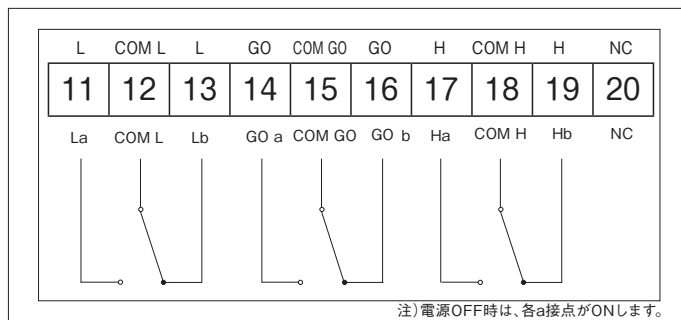 L COM L L GO COM GO GO H COM H H NC
11 12 13 14 15 16 17 18 19 20
La COM L Lb GO a COM GO GO b Ha COM H Hb NC
注)電源OFF時は、各a接点がONします。